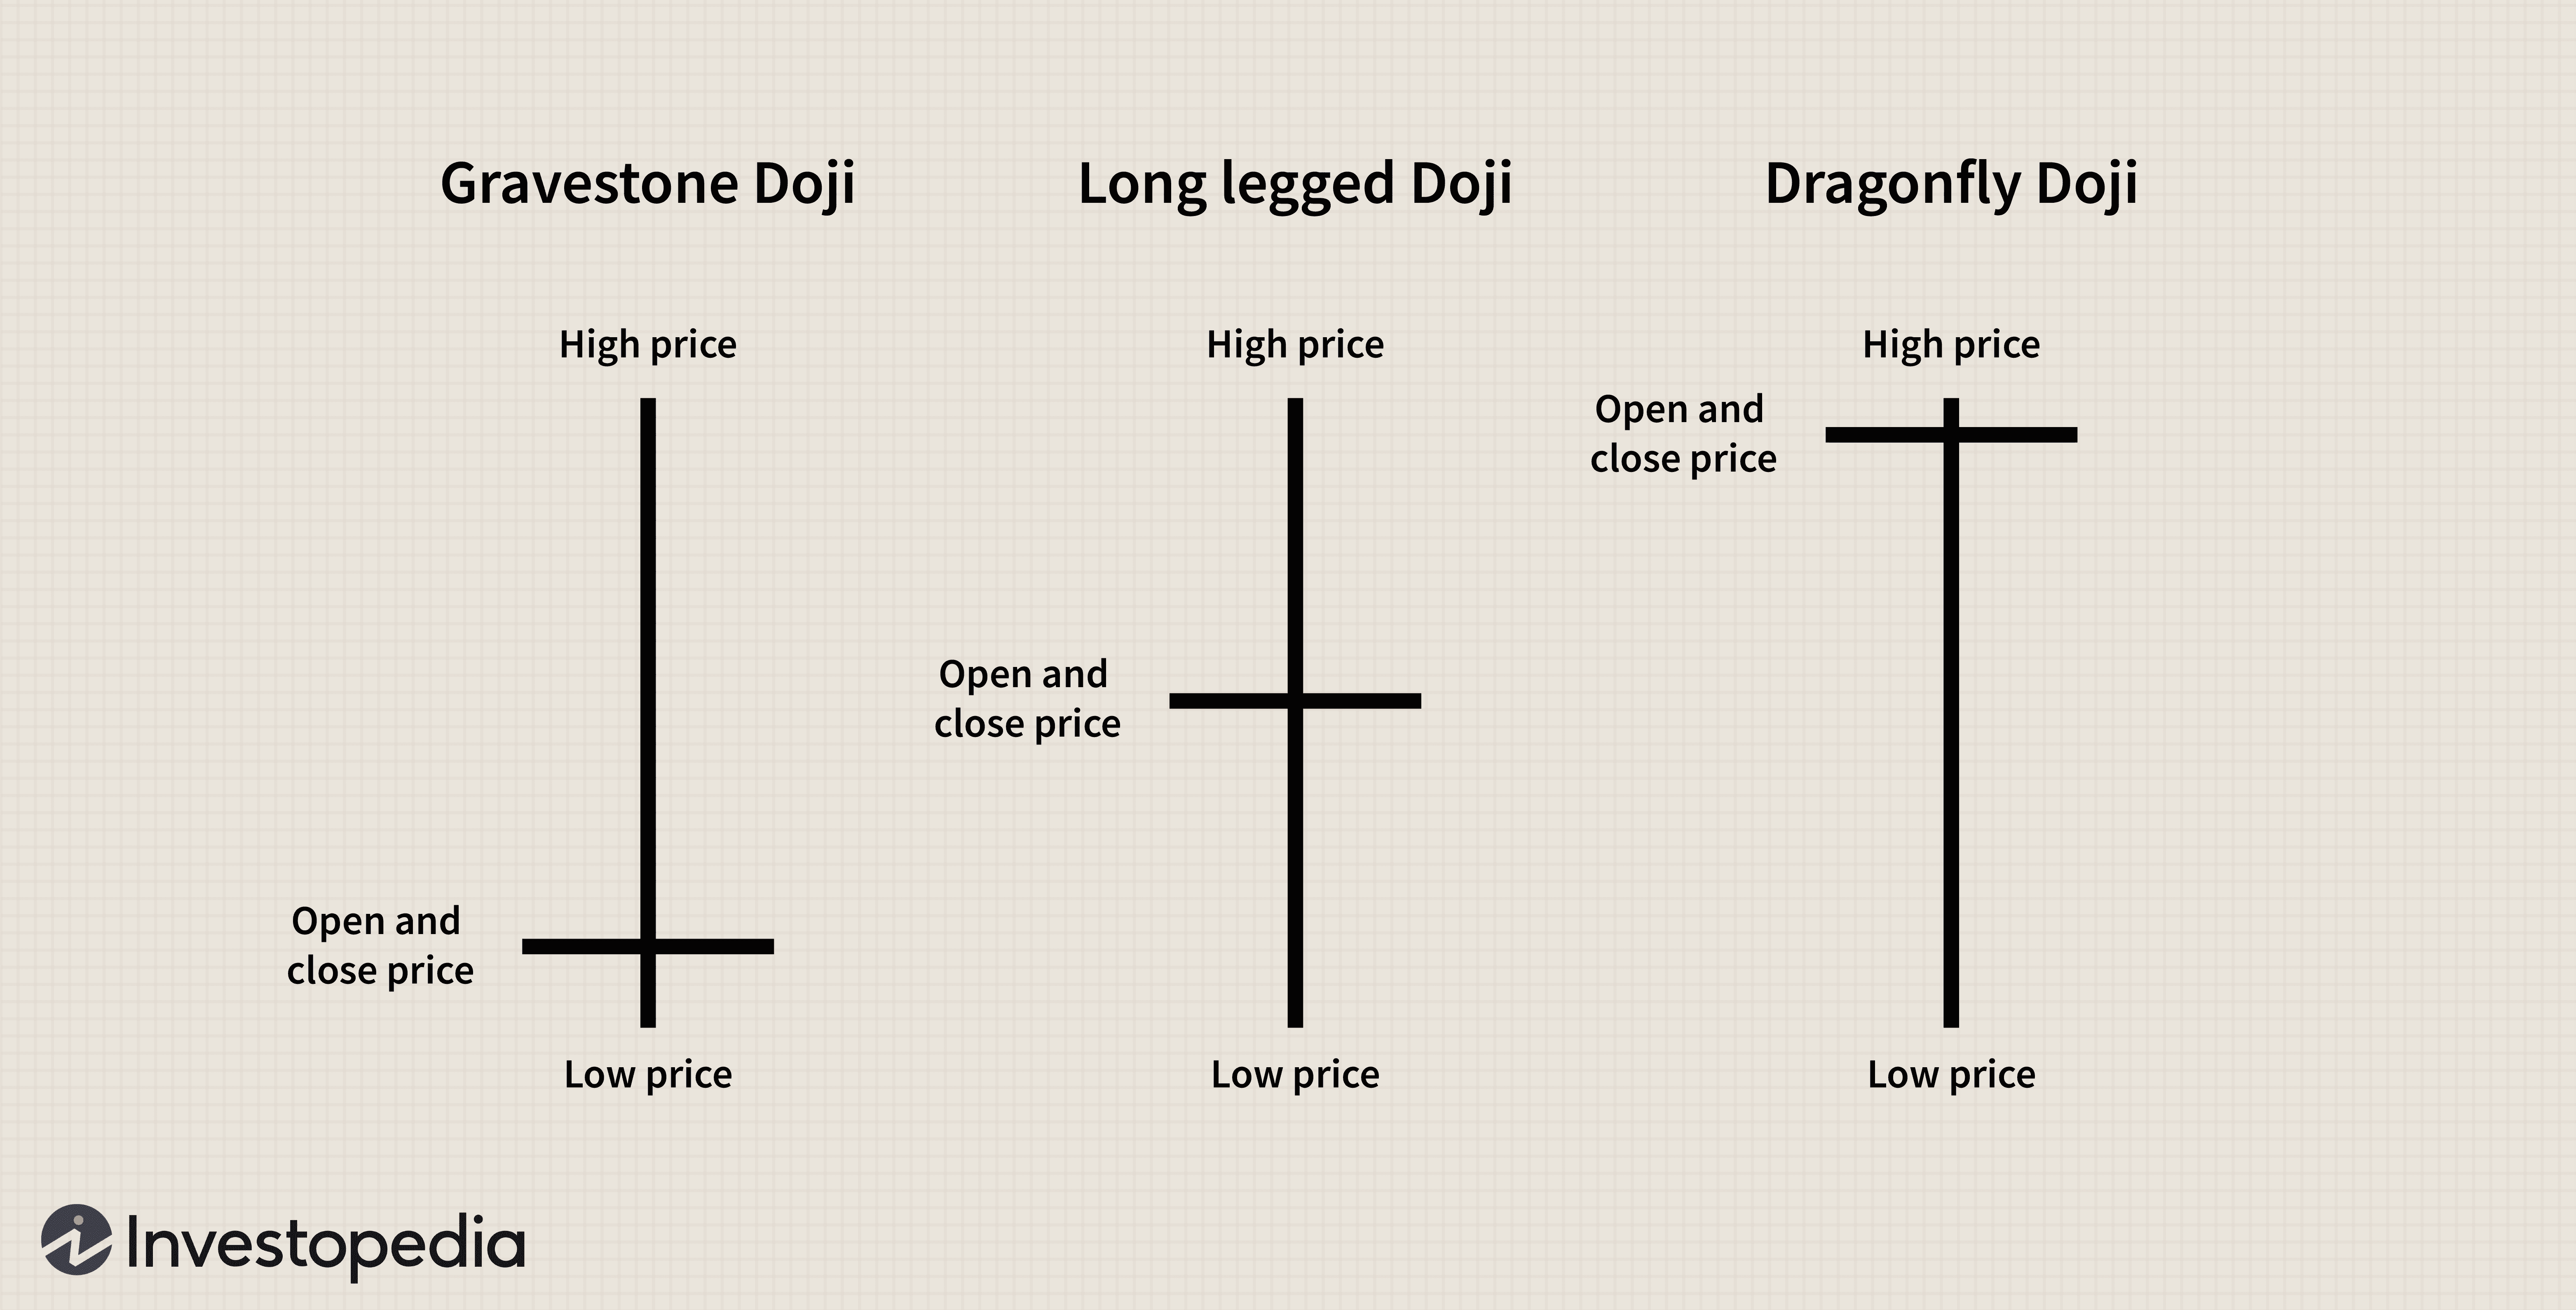 Gravestone Doji
High price
Open and
close price
Low price
Long legged Doji
High price
Open and
close price
Low price
Dragonfly Doji
High price
Open and
close price
Low price
Investopedia